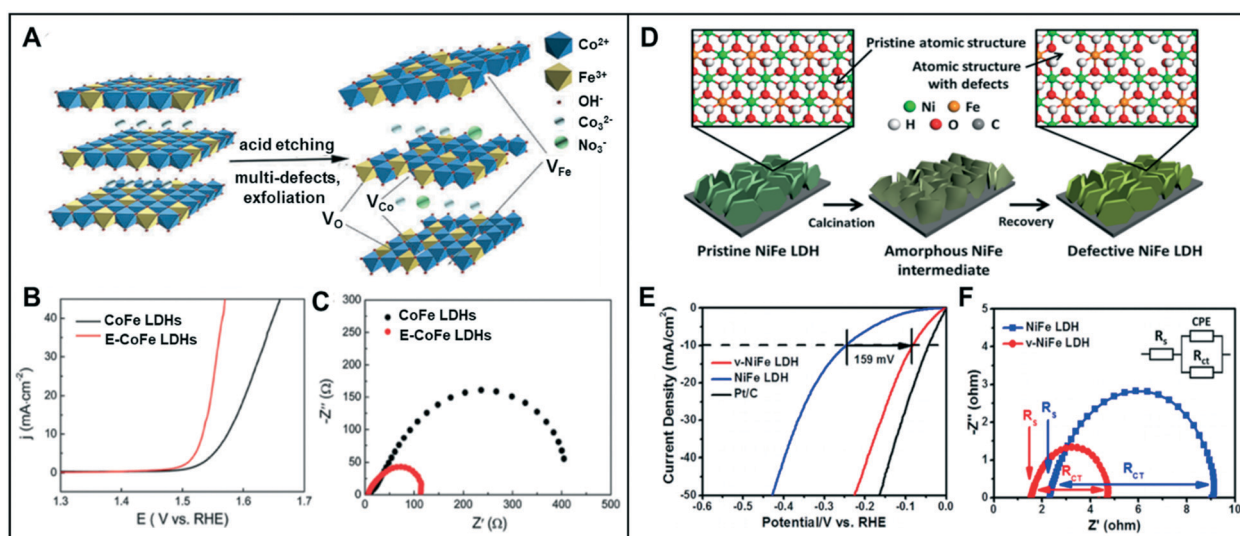 A
Co2+
Fe3+
OH-
Co32-
No3-
acid etching
multi-defects,
exfoliation
VFe
VCo
VO
B
CoFe LDHs
E-CoFe LDHs
j (mA·cm-2)
40
30
20
10
0
1.3 1.4 1.5 1.6 1.7
E ( V vs. RHE)
C
CoFe LDHs
E-CoFe LDHs
-Z'' (Ω)
300
250
200
150
100
50
0
0 100 200 300 400 500
Z' (Ω)
D
Pristine atomic structure
Atomic structure
with defects
Ni Fe
H O C
Calcination
Recovery
Pristine NiFe LDH
Amorphous NiFe
intermediate
Defective NiFe LDH
E
Current Density (mA/cm2)
0
-10
-20
-30
-40
-50
159 mV
v-NiFe LDH
NiFe LDH
Pt/C
-0.6 -0.5 -0.4 -0.3 -0.2 -0.1 0.0
Potential/V vs. RHE
F
NiFe LDH
v-NiFe LDH
Rs
CPE
Rct
-Z'' (ohm)
5
4
3
2
1
0
Rs
Rs
RCT
RCT
0 2 4 6 8 10
Z' (ohm)